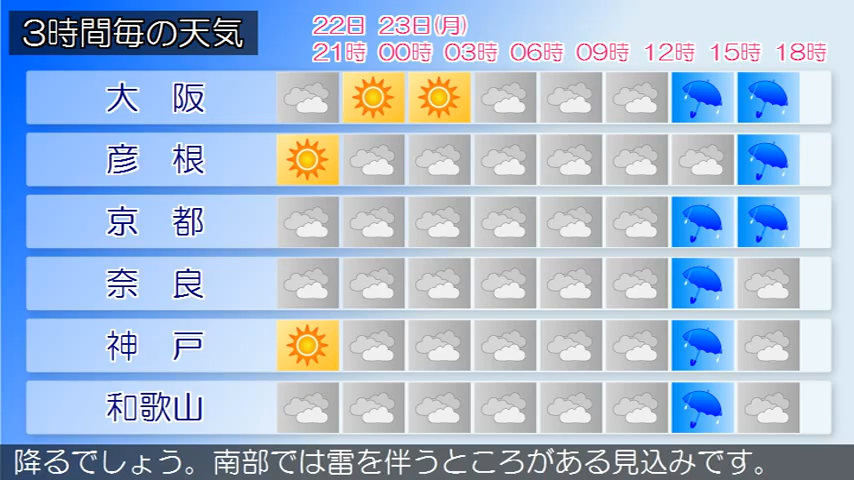 3時間毎の天気
22日 23日(月)
21時 00時 03時 06時 09時 12時 15時 18時
大 阪
彦 根
京 都
奈 良
神 戸
和歌山
降るでしょう。南部では雷を伴うところがある見込みです。